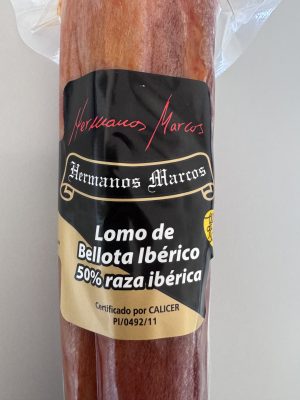 Hermanos Marcos
Hermanos Marcos
Lomo de
Bellota Ibérico
50% raza ibérica
Certificado por CALICER
PI/0492/11